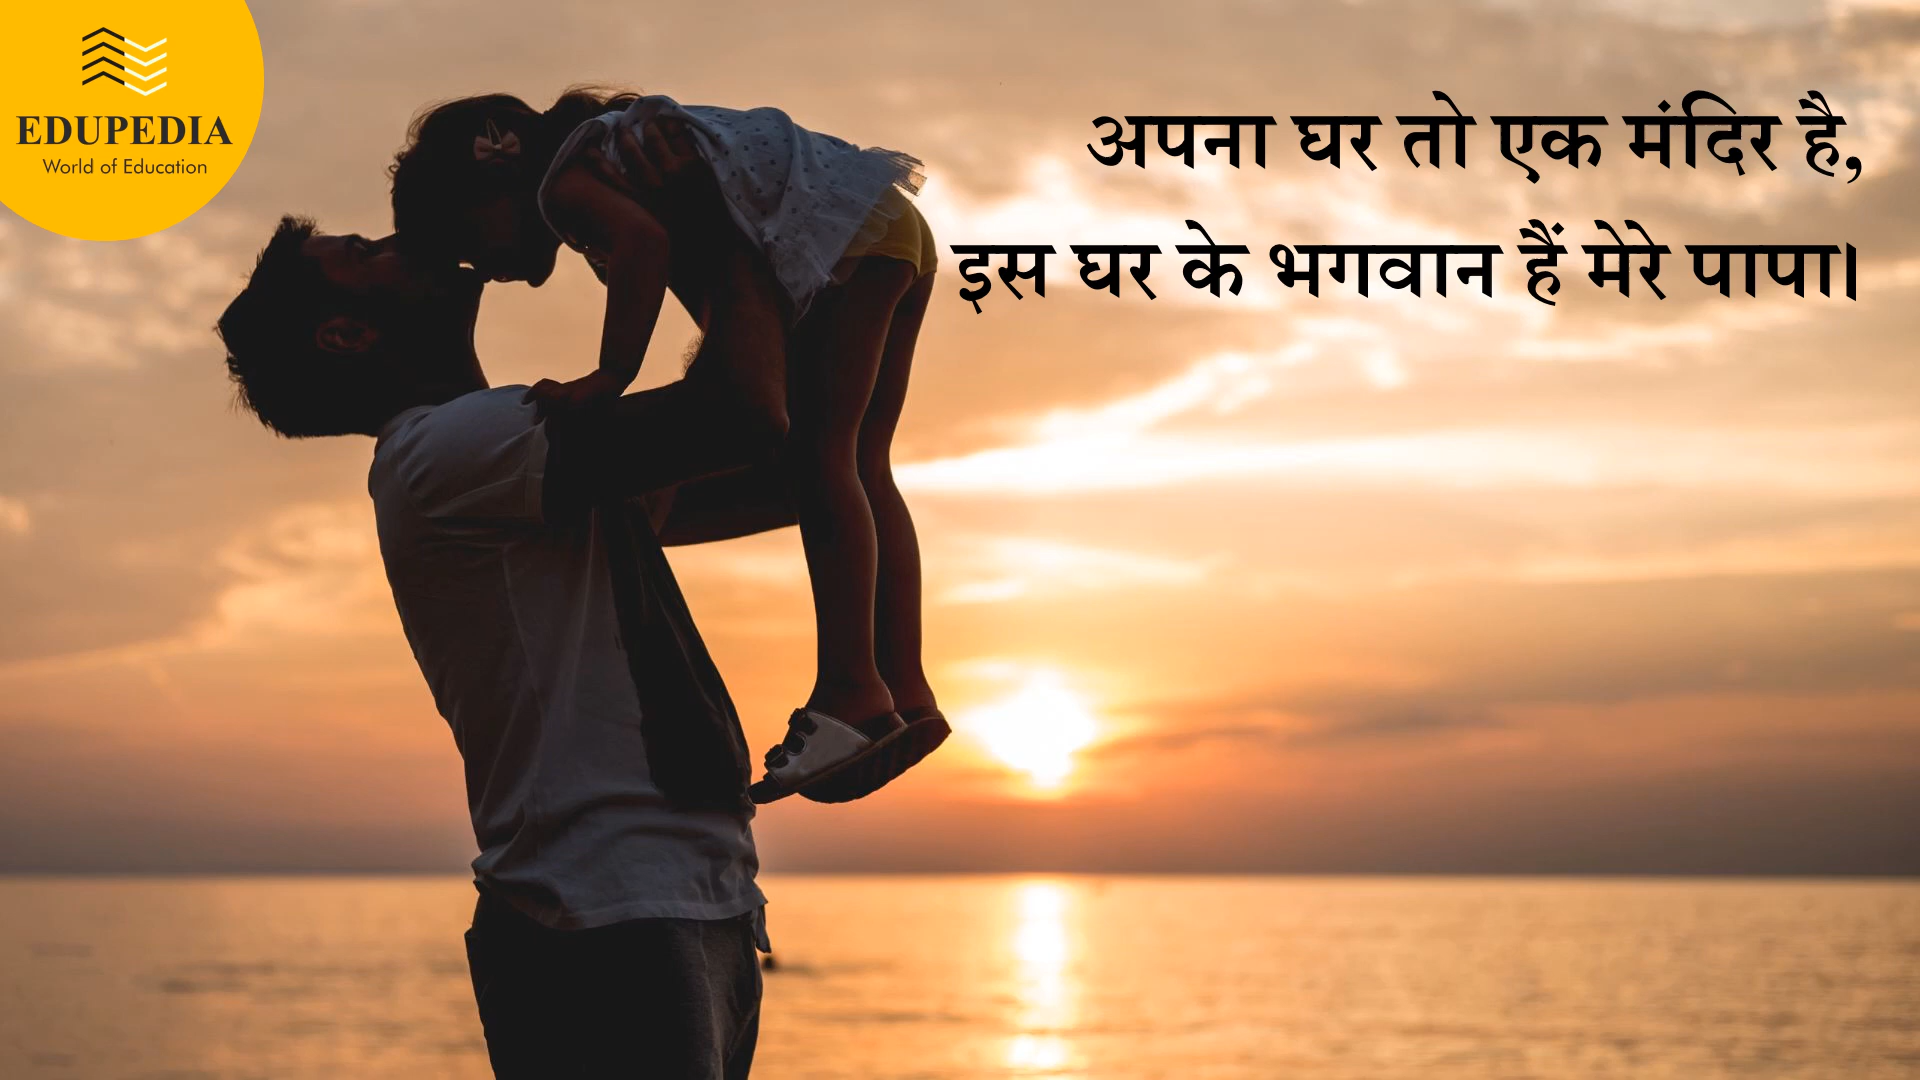 EDUPEDIA
World of Education
अपना घर तो एक मंदिर है,
इस घर के भगवान हैं मेरे पापा।